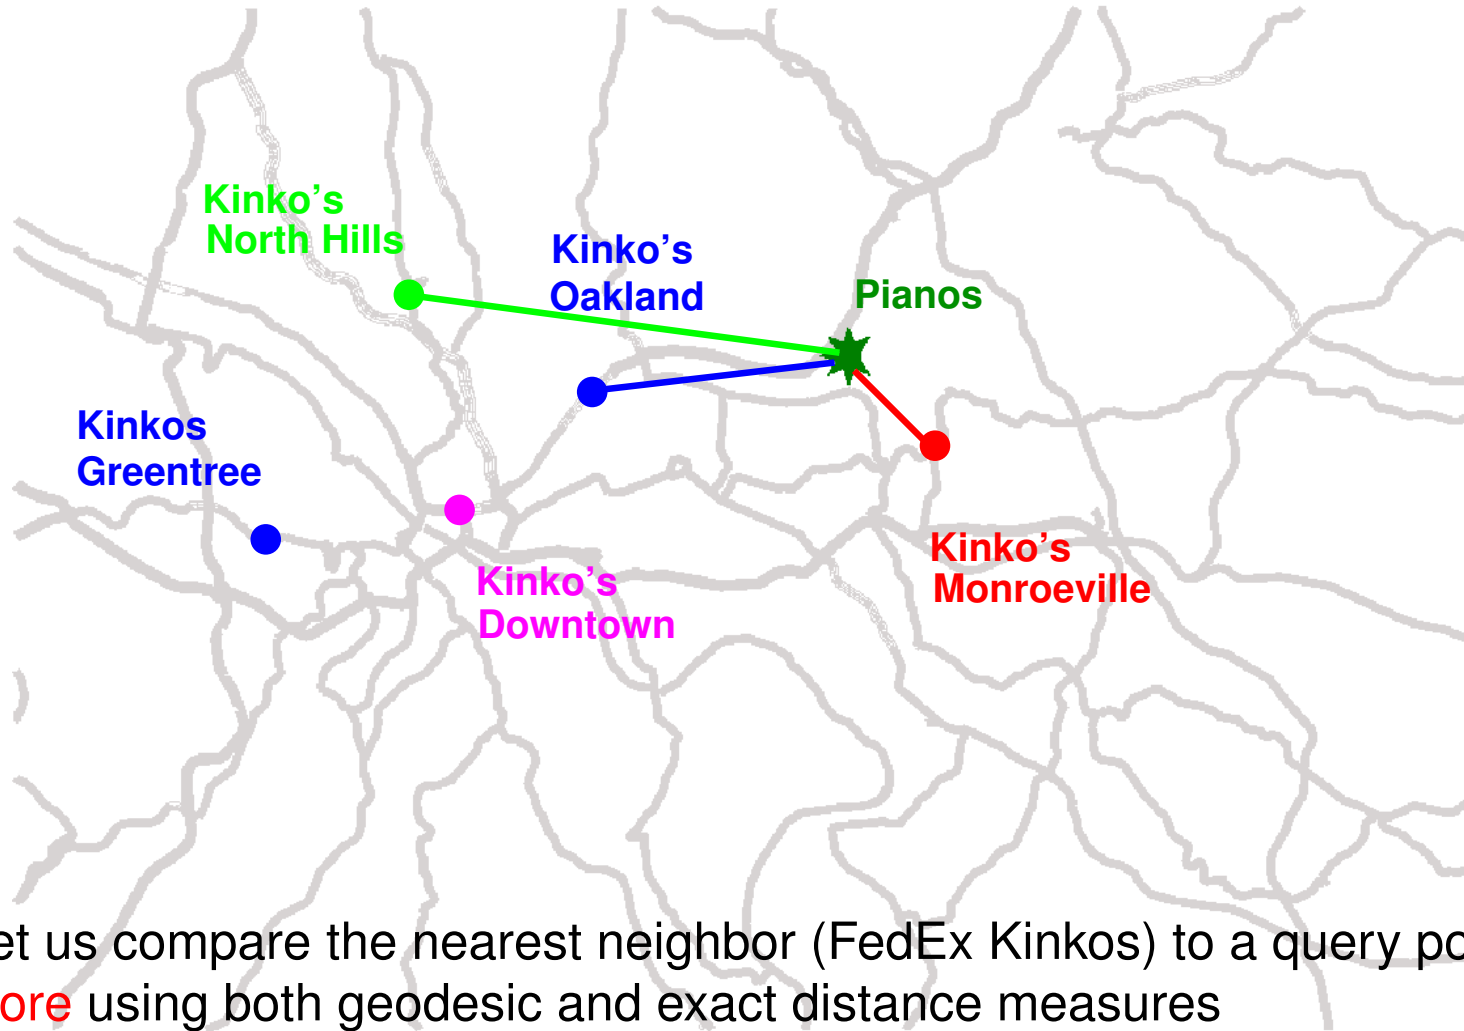 Kinko's
North Hills
Kinko's
Oakland
Pianos
Kinkos
Greentree
Kinko's
Monroeville
Kinko's
Downtown
et us compare the nearest neighbor (FedEx Kinkos) to a query po
ore using both geodesic and exact distance measures